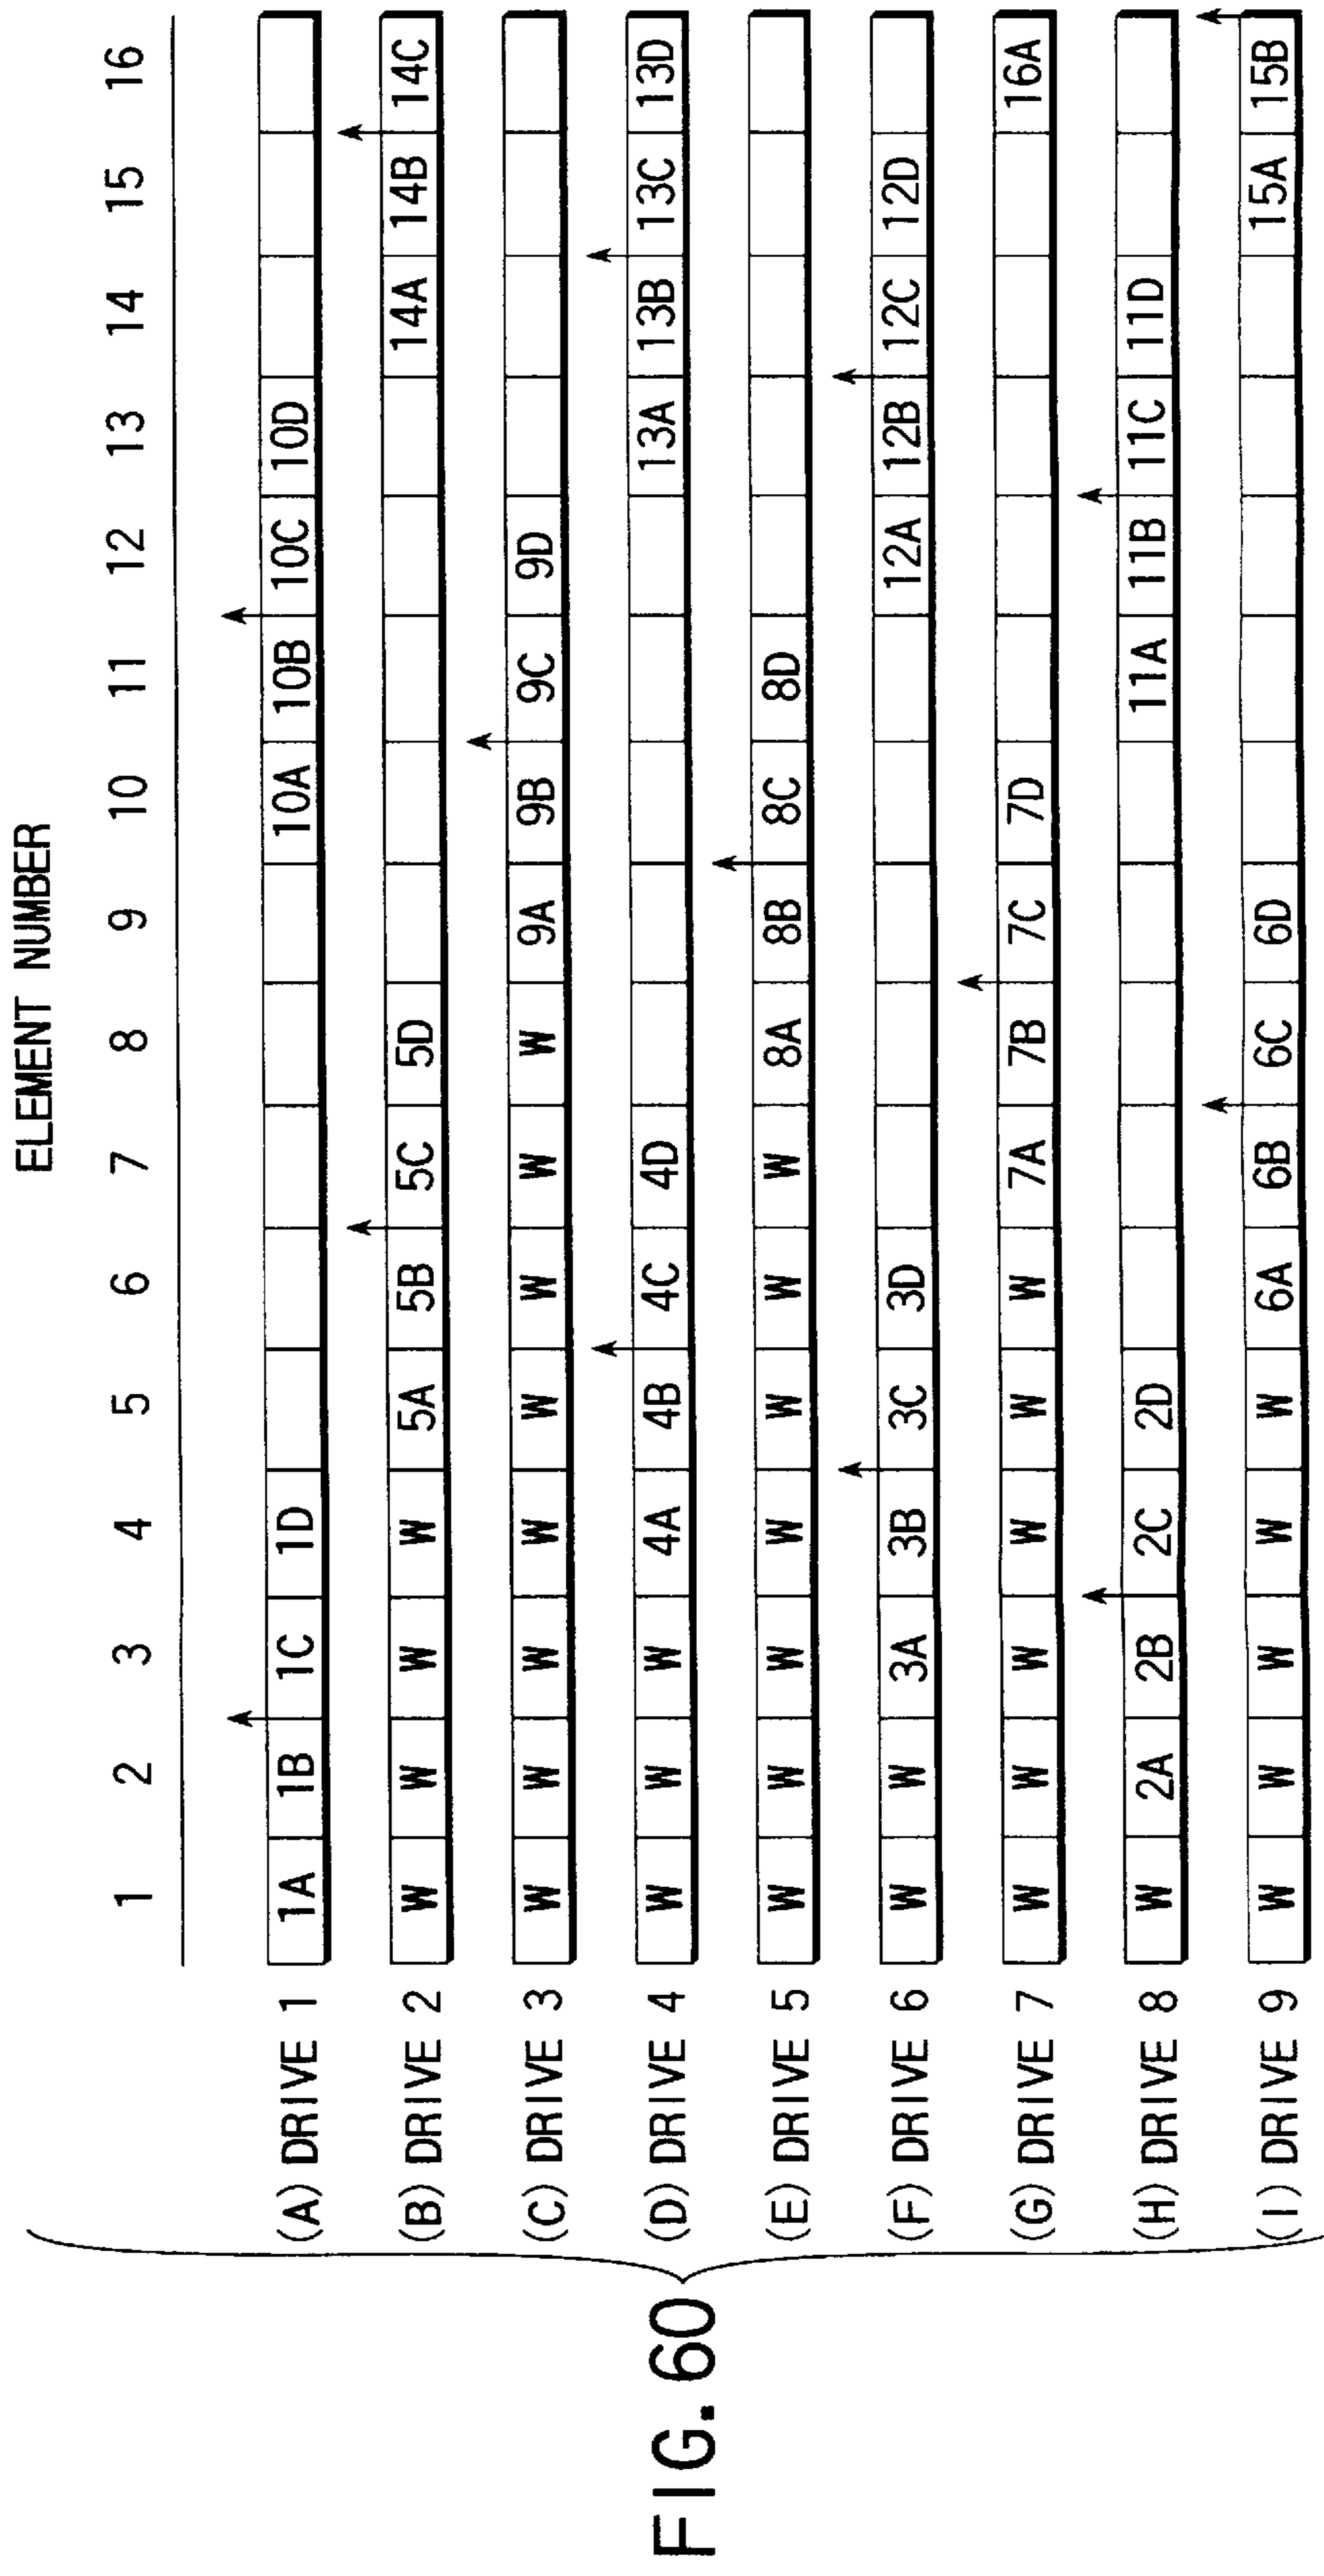 FIG. 60
ELEMENT NUMBER
1 2 3 4 5 6 7 8 9 10 11 12 13 14 15 16
(A) DRIVE 1 1A 1B 1C 1D 10A 10B 10C 10D
(B) DRIVE 2 W W W W 5A 5B 5C 5D 14A 14B 14C
(C) DRIVE 3 W W W W W W W W 9A 9B 9C 9D
(D) DRIVE 4 W W W 4A 4B 4C 4D 13A 13B 13C 13D
(E) DRIVE 5 W W W W W W W 8A 8B 8C 8D
(F) DRIVE 6 W W 3A 3B 3C 3D 12A 12B 12C 12D
(G) DRIVE 7 W W W W W W 7A 7B 7C 7D 16A
(H) DRIVE 8 W 2A 2B 2C 2D 11A 11B 11C 11D
(I) DRIVE 9 W W W W W 6A 6B 6C 6D 15A 15B